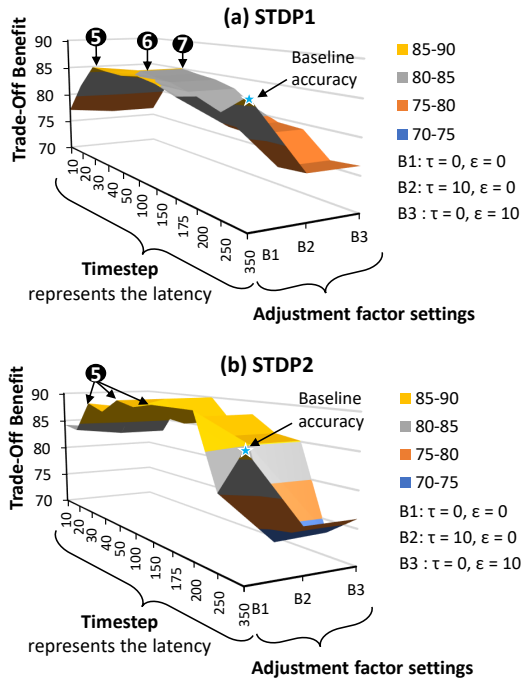 (a) STDP1
90
85
80
75
70
Trade-Off Benefit
5
6
7
Baseline
accuracy
85-90
80-85
75-80
70-75
B1: τ = 0, ε = 0
B2: τ = 10, ε = 0
B3 : τ = 0, ε = 10
10
20
30
40
50
100
150
175
200
250
350
B1
B2
B3
Timestep
represents the latency
Adjustment factor settings
(b) STDP2
90
85
80
75
70
Trade-Off Benefit
5
Baseline
accuracy
85-90
80-85
75-80
70-75
B1: τ = 0, ε = 0
B2: τ = 10, ε = 0
B3 : τ = 0, ε = 10
10
20
30
40
50
100
150
175
200
250
350
B1
B2
B3
Timestep
represents the latency
Adjustment factor settings